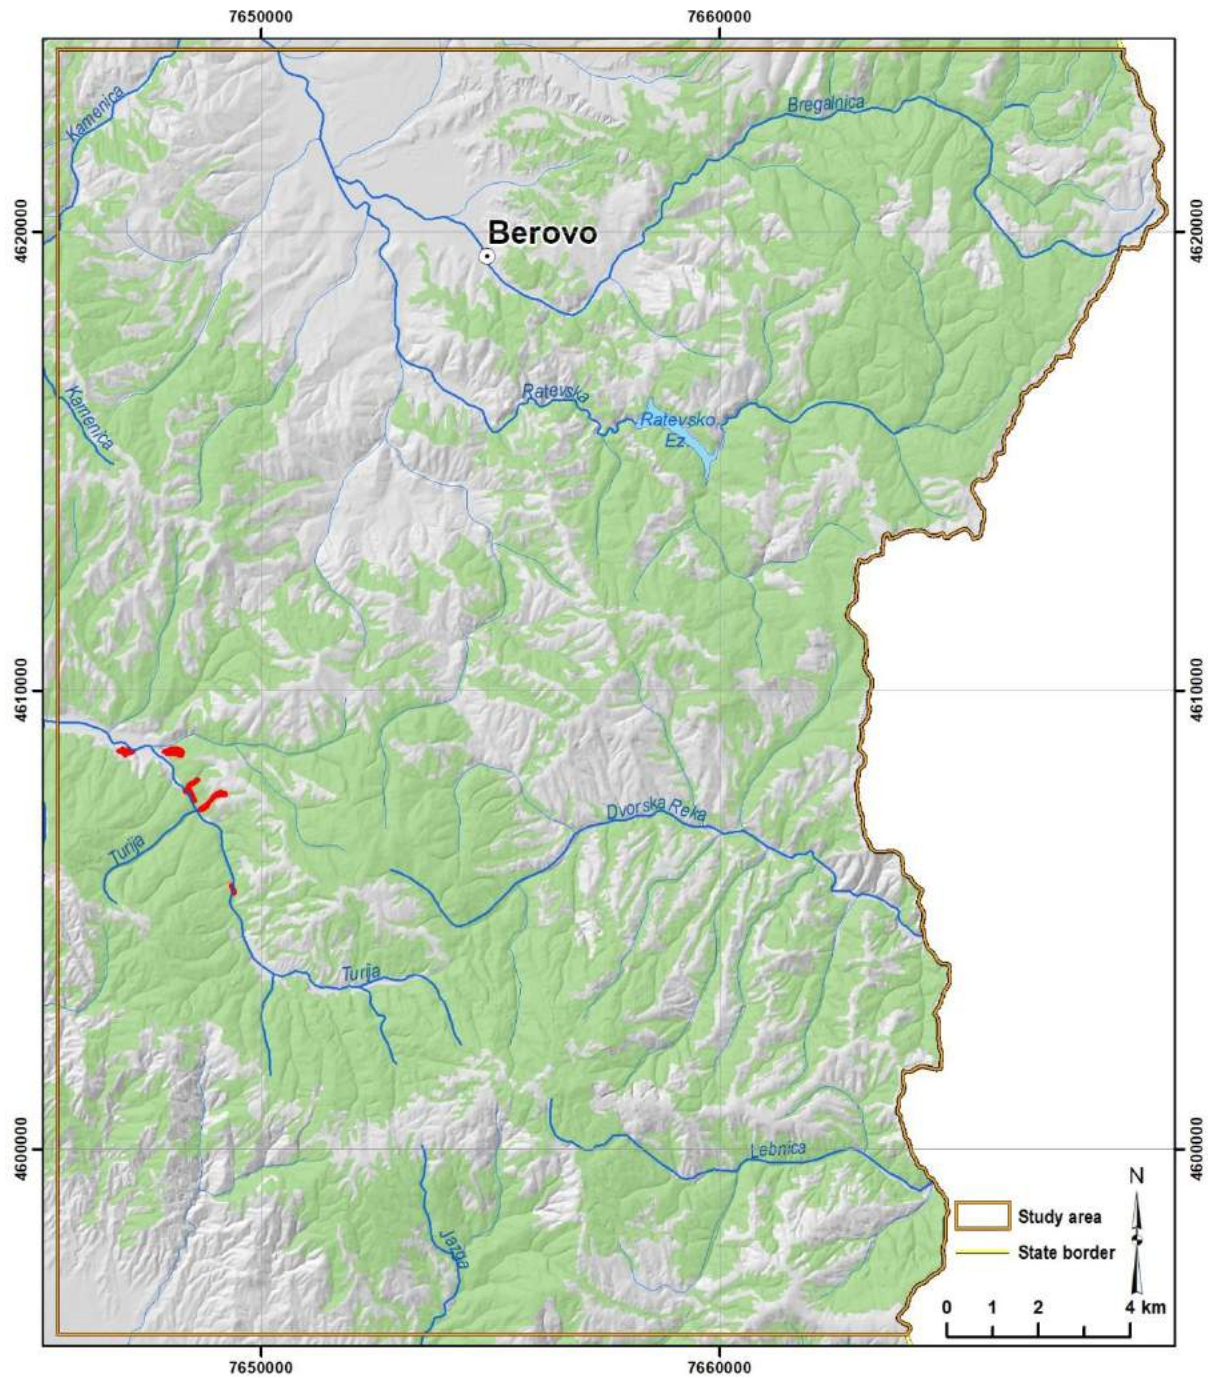 7650000
7660000
Kamenica
Bregalnica
4620000
4620000
Berovo
Kamenica
Ratevska
Ratevsko
Ez.
4610000
4610000
Dvorska Reka
Turija
Turija
4600000
4600000
Lebnica
N
Jazga
Study area
State border
0 1 2 4 km
7650000
7660000